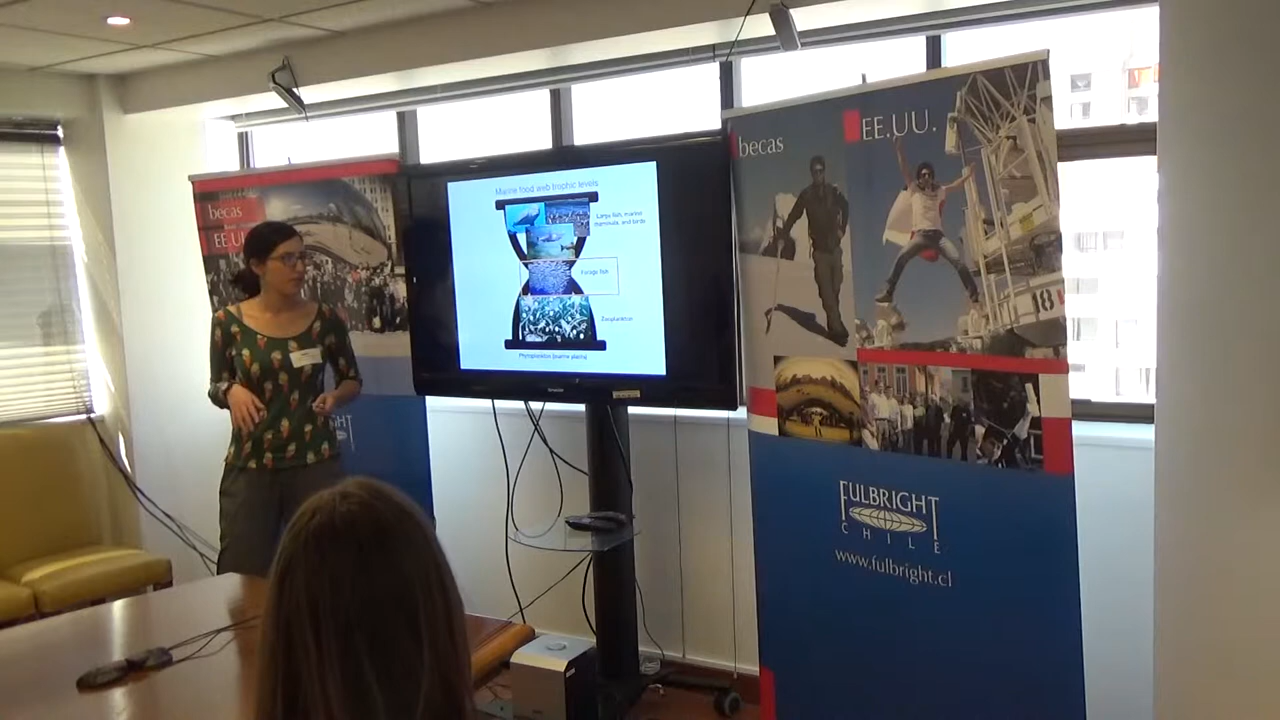 becas
EE.UU.
Marine food web trophic levels
Large fish, marine
mammals, and birds
Forage fish
Zooplankton
Phytoplankton (marine plants)
becas
EE.UU.
18
FULBRIGHT
CHILE
www.fulbright.cl